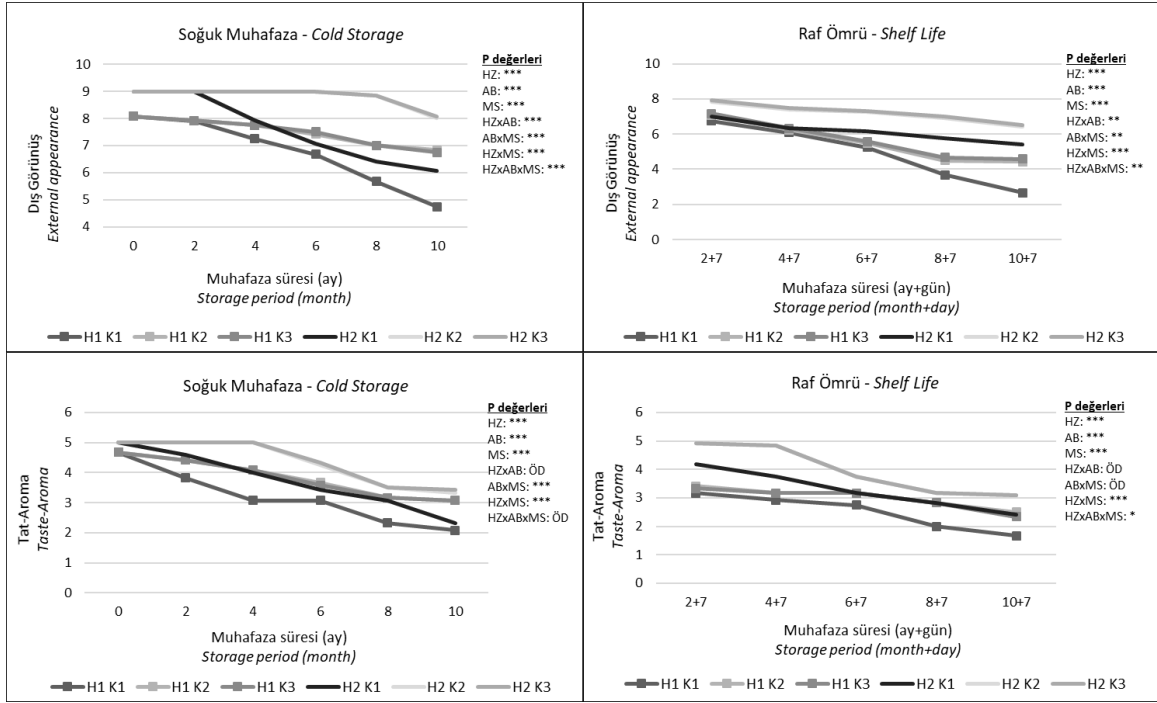 Soğuk Muhafaza - Cold Storage
10
9
8
7
6
5
4
Dış Görünüş
External appearance
0 2 4 6 8 10
Muhafaza süresi (ay)
Storage period (month)
H1 K1 H1 K2 H1 K3 H2 K1 H2 K2 H2 K3
P değerleri
HZ: ***
AB: ***
MS: ***
HZxAB: ***
ABxMS: ***
HZxMS: ***
HZxABxMS: ***
Raf Ömrü - Shelf Life
10
8
6
4
2
0
Dış Görünüş
External appearance
2+7 4+7 6+7 8+7 10+7
Muhafaza süresi (ay+gün)
Storage period (month+day)
H1 K1 H1 K2 H1 K3 H2 K1 H2 K2 H2 K3
P değerleri
HZ: ***
AB: ***
MS: ***
HZxAB: **
ABxMS: **
HZxMS: ***
HZxABxMS: **
Soğuk Muhafaza - Cold Storage
6
5
4
3
2
1
0
Tat-Aroma
Taste-Aroma
0 2 4 6 8 10
Muhafaza süresi (ay)
Storage period (month)
H1 K1 H1 K2 H1 K3 H2 K1 H2 K2 H2 K3
P değerleri
HZ: ***
AB: ***
MS: ***
HZxAB: ÖD
ABxMS: ***
HZxMS: ***
HZxABxMS: ÖD
Raf Ömrü - Shelf Life
6
5
4
3
2
1
0
Tat-Aroma
Taste-Aroma
2+7 4+7 6+7 8+7 10+7
Muhafaza süresi (ay+gün)
Storage period (month+day)
H1 K1 H1 K2 H1 K3 H2 K1 H2 K2 H2 K3
P değerleri
HZ: ***
AB: ***
MS: ***
HZxAB: ÖD
ABxMS: ÖD
HZxMS: ***
HZxABxMS: *